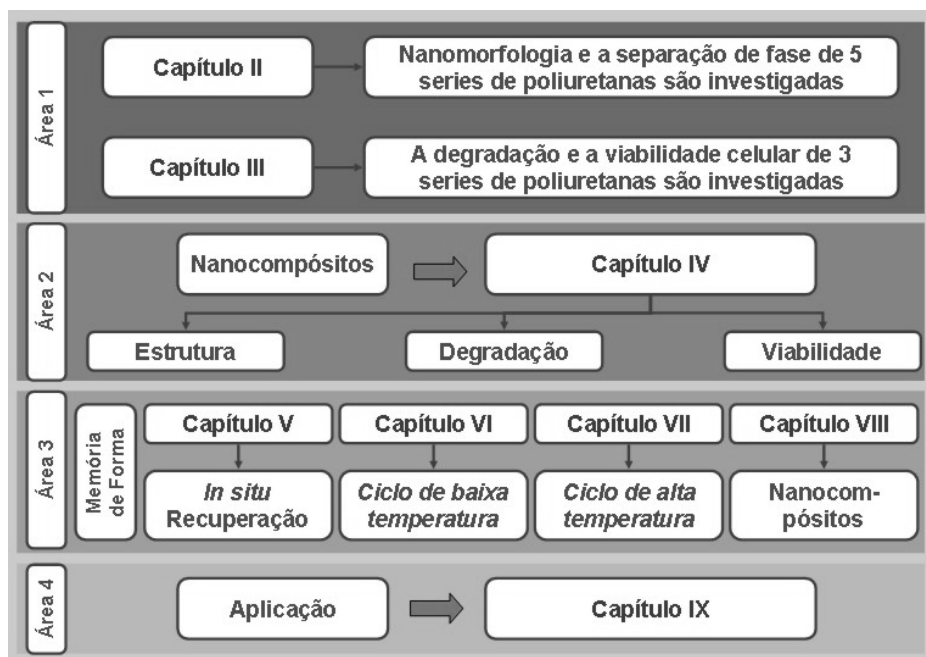 Área 1
Capítulo II
Nanomorfologia e a separação de fase de 5
series de poliuretanas são investigadas
Capítulo III
A degradação e a viabilidade celular de 3
series de poliuretanas são investigadas
Área 2
Nanocompósitos
Capítulo IV
Estrutura
Degradação
Viabilidade
Área 3
Memória
de Forma
Capítulo V
Capítulo VI
Capítulo VII
Capítulo VIII
In situ
Recuperação
Ciclo de baixa
temperatura
Ciclo de alta
temperatura
Nanocom-
pósitos
Área 4
Aplicação
Capítulo IX